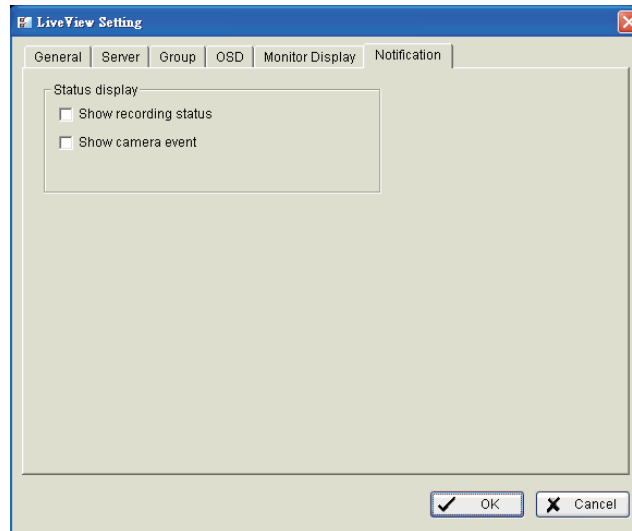 LiveView Setting
General Server Group OSD Monitor Display Notification
Status display
Show recording status
Show camera event
OK Cancel